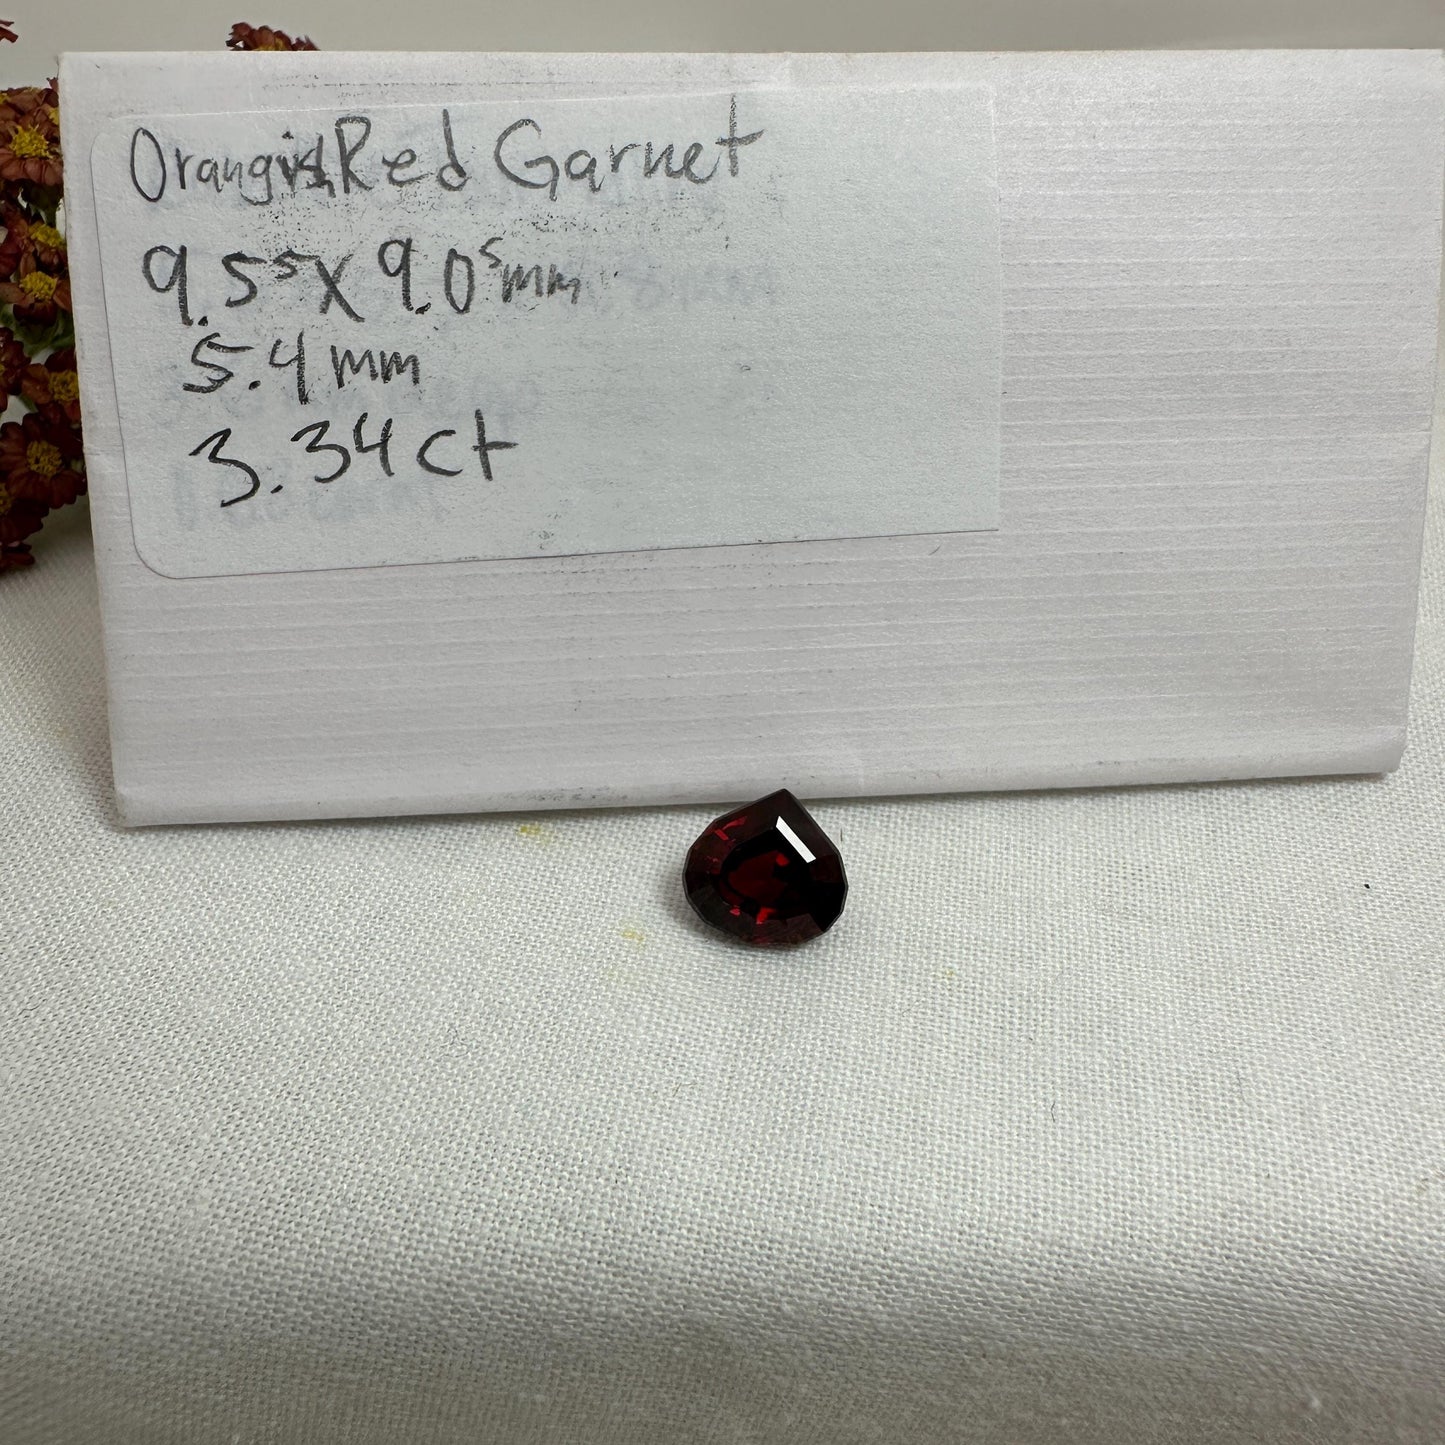 Orangish Red Garnet
9.5⁵ x 9.0⁵ mm
5.4 mm
3.34 ct